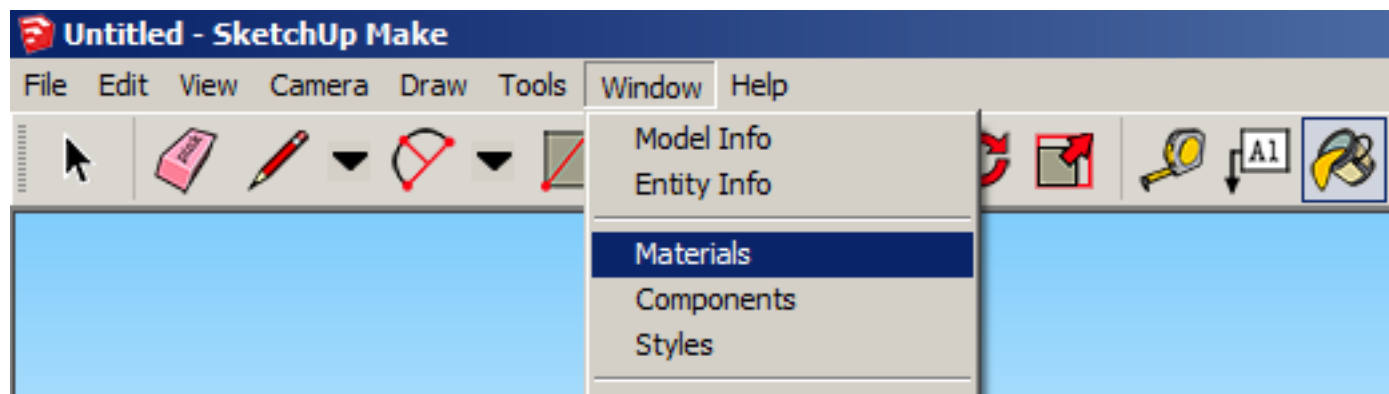 Untitled - SketchUp Make
File Edit View Camera Draw Tools Window Help
Model Info
A1
Entity Info
Materials
Components
Styles